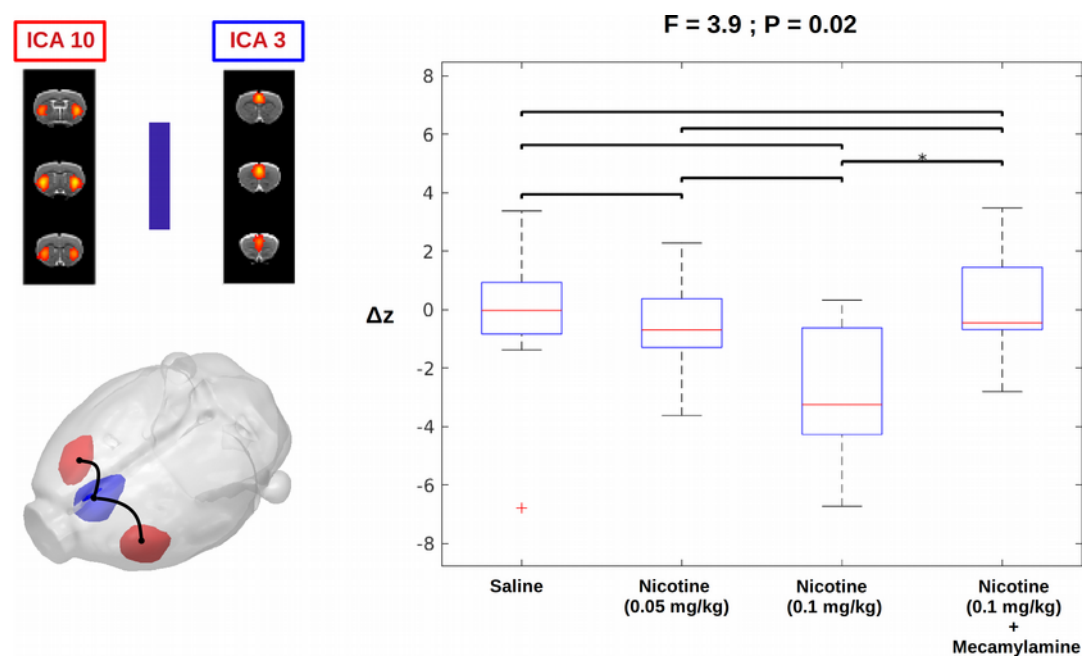 ICA 10
ICA 3
F = 3.9 ; P = 0.02
8
6
4
2
0
-2
-4
-6
-8
Δz
*
Saline
Nicotine
(0.05 mg/kg)
Nicotine
(0.1 mg/kg)
Nicotine
(0.1 mg/kg)
+
Mecamylamine